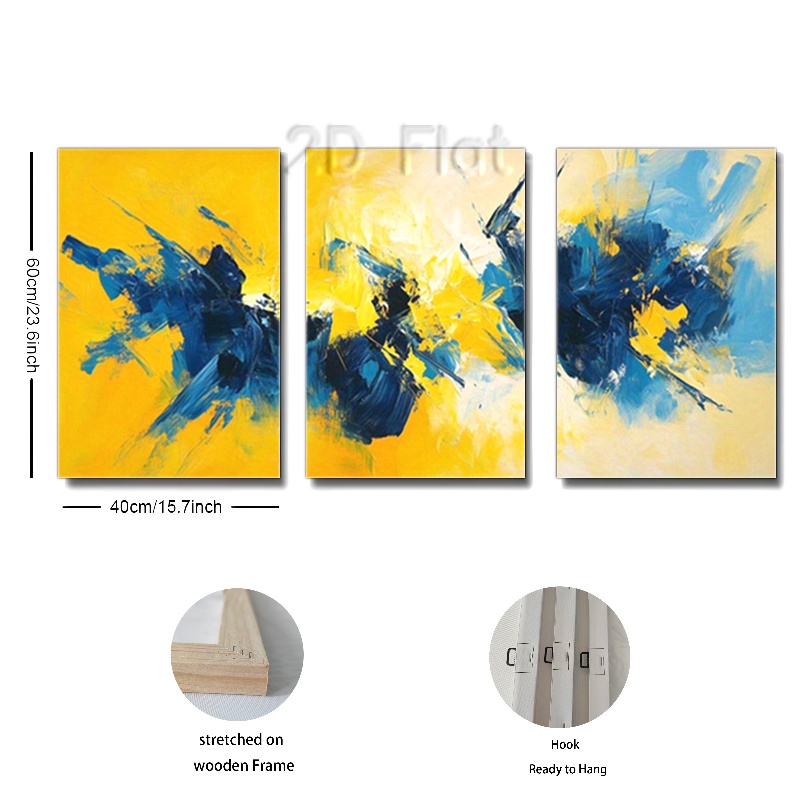 2D Flat
60cm/23.6inch
40cm/15.7inch
stretched on
wooden Frame
Hook
Ready to Hang